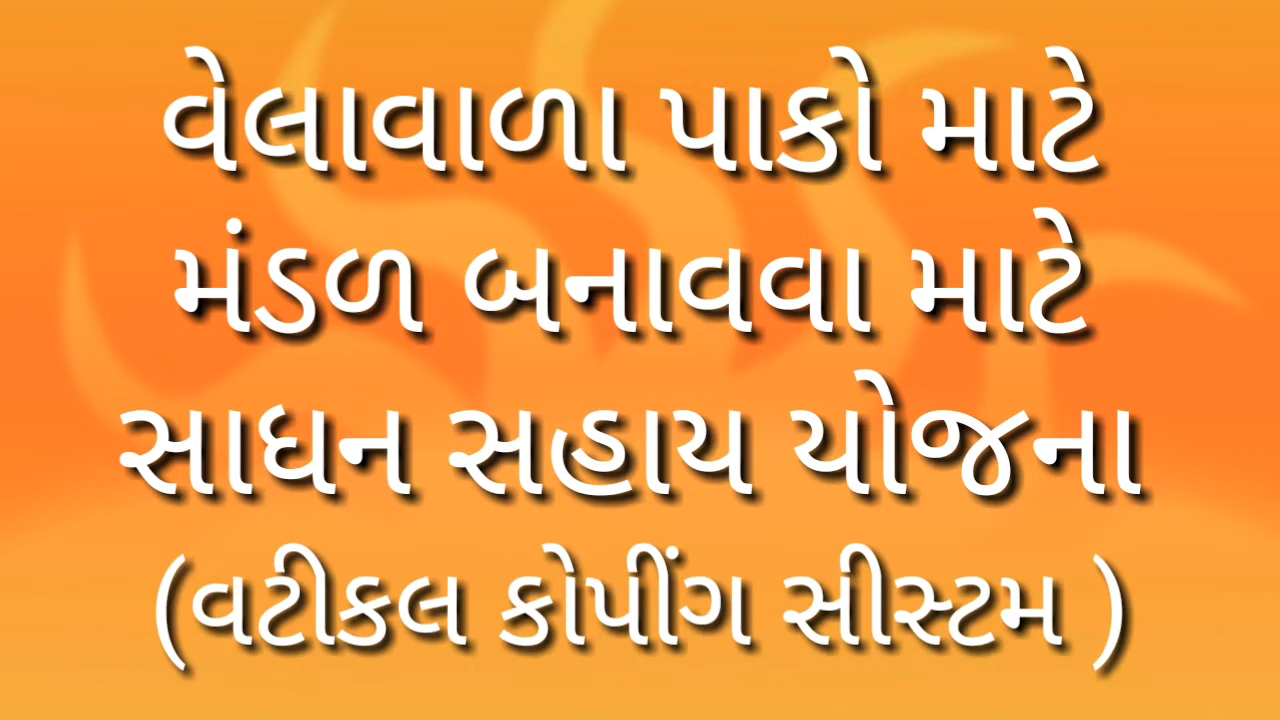 વેલાવાળા પાકો માટે
મંડળ બનાવવા માટે
સાધન સહાય યોજના
(વટીકલ કોપીંગ સીસ્ટમ )